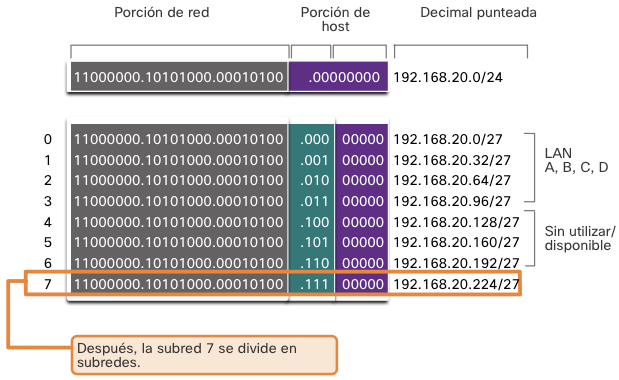 Porción de red
Porción de
host
Decimal punteada
11000000.10101000.00010100 .00000000 192.168.20.0/24
0 11000000.10101000.00010100 .000 00000 192.168.20.0/27
1 11000000.10101000.00010100 .001 00000 192.168.20.32/27
2 11000000.10101000.00010100 .010 00000 192.168.20.64/27
3 11000000.10101000.00010100 .011 00000 192.168.20.96/27
LAN
A, B, C, D
4 11000000.10101000.00010100 .100 00000 192.168.20.128/27
5 11000000.10101000.00010100 .101 00000 192.168.20.160/27
6 11000000.10101000.00010100 .110 00000 192.168.20.192/27
Sin utilizar/
disponible
7 11000000.10101000.00010100 .111 00000 192.168.20.224/27
Después, la subred 7 se divide en
subredes.